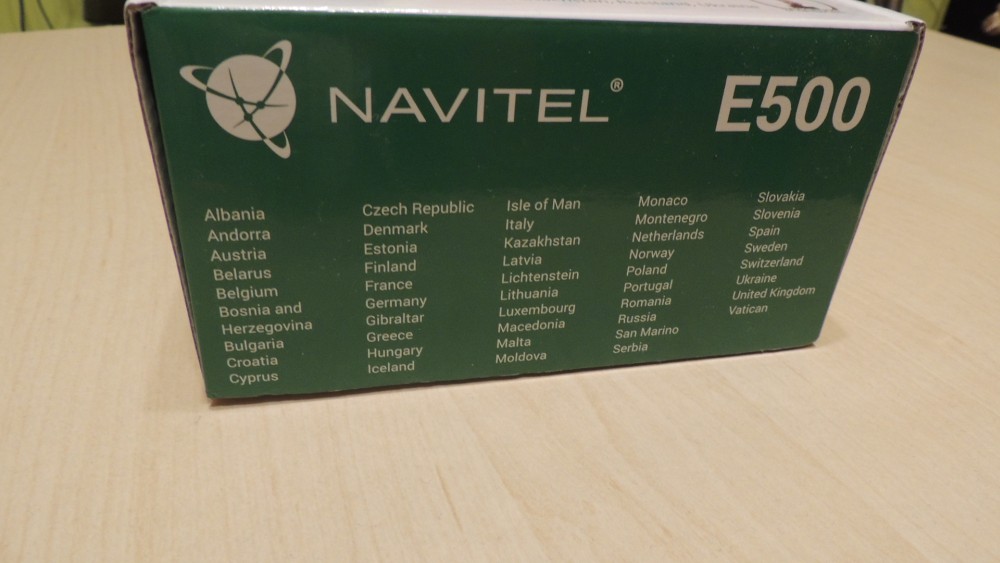 NAVITEL®
E500
Albania
Andorra
Austria
Belarus
Belgium
Bosnia and
Herzegovina
Bulgaria
Croatia
Cyprus
Czech Republic
Denmark
Estonia
Finland
France
Germany
Gibraltar
Greece
Hungary
Iceland
Isle of Man
Italy
Kazakhstan
Latvia
Lichtenstein
Lithuania
Luxembourg
Macedonia
Malta
Moldova
Monaco
Montenegro
Netherlands
Norway
Poland
Portugal
Romania
Russia
San Marino
Serbia
Slovakia
Slovenia
Spain
Sweden
Switzerland
Ukraine
United Kingdom
Vatican